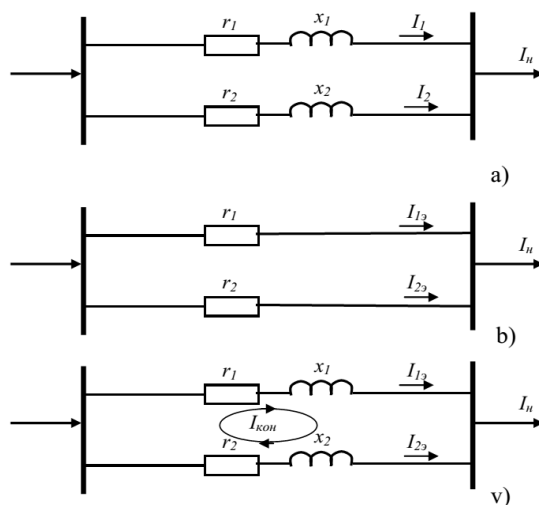 r1 x1 I1
Iн
r2 x2 I2
a)
r1 I1э
Iн
r2 I2э
b)
r1 x1 I1э
Iн
Iкон
r2 x2 I2э
v)